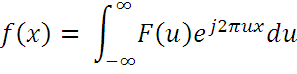 f(x) = ∫_{-∞}^{∞} F(u)e^{j2πux}du